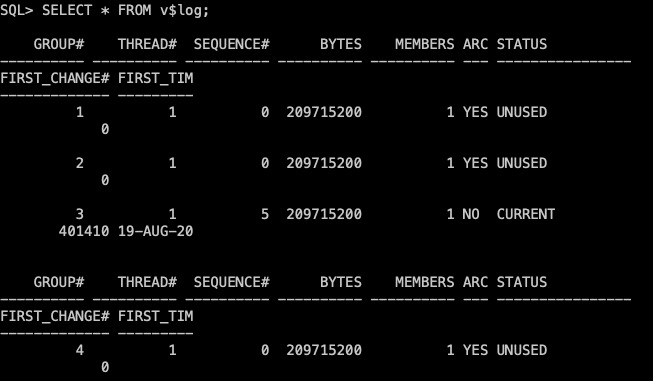 SQL> SELECT * FROM v$log;
GROUP# THREAD# SEQUENCE# BYTES MEMBERS ARC STATUS
---------- ---------- ---------- ---------- ---------- --- ----------------
FIRST_CHANGE# FIRST_TIM
------------- ---------
1 1 0 209715200 1 YES UNUSED
0
2 1 0 209715200 1 YES UNUSED
0
3 1 5 209715200 1 NO CURRENT
401410 19-AUG-20
GROUP# THREAD# SEQUENCE# BYTES MEMBERS ARC STATUS
---------- ---------- ---------- ---------- ---------- --- ----------------
FIRST_CHANGE# FIRST_TIM
------------- ---------
4 1 0 209715200 1 YES UNUSED
0